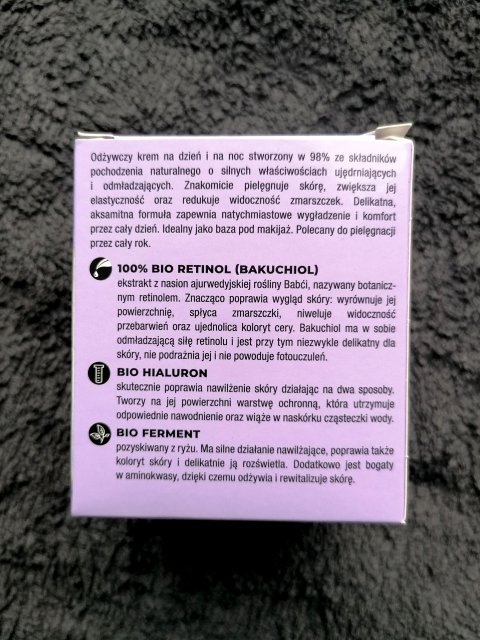 Odżywczy krem na dzień i na noc stworzony w 98% ze składników
pochodzenia naturalnego o silnych właściwościach ujędrniających
i odmładzających. Znakomicie pielęgnuje skórę, zwiększa jej
elastyczność oraz redukuje widoczność zmarszczek. Delikatna,
aksamitna formuła zapewnia natychmiastowe wygładzenie i komfort
przez cały dzień. Idealny jako baza pod makijaż. Polecany do pielęgnacji
przez cały rok.
100% BIO RETINOL (BAKUCHIOL)
ekstrakt z nasion ajurwedyjskiej rośliny Babći, nazywany botanicz-
nym retinolem. Znacząco poprawia wygląd skóry: wyrównuje jej
powierzchnię, spłyca zmarszczki, niweluje widoczność
przebarwień oraz ujednolica koloryt cery. Bakuchiol ma w sobie
odmładzającą siłę retinolu i jest przy tym niezwykle delikatny dla
skóry, nie podrażnia jej i nie powoduje fotouczuleń.
BIO HIALURON
skutecznie poprawia nawilżenie skóry działając na dwa sposoby.
Tworzy na jej powierzchni warstwę ochronną, która utrzymuje
odpowiednie nawodnienie oraz wiąże w naskórku cząsteczki wody.
BIO FERMENT
pozyskiwany z ryżu. Ma silne działanie nawilżające, poprawia także
koloryt skóry i delikatnie ją rozświetla. Dodatkowo jest bogaty
w aminokwasy, dzięki czemu odżywia i rewitalizuje skórę.